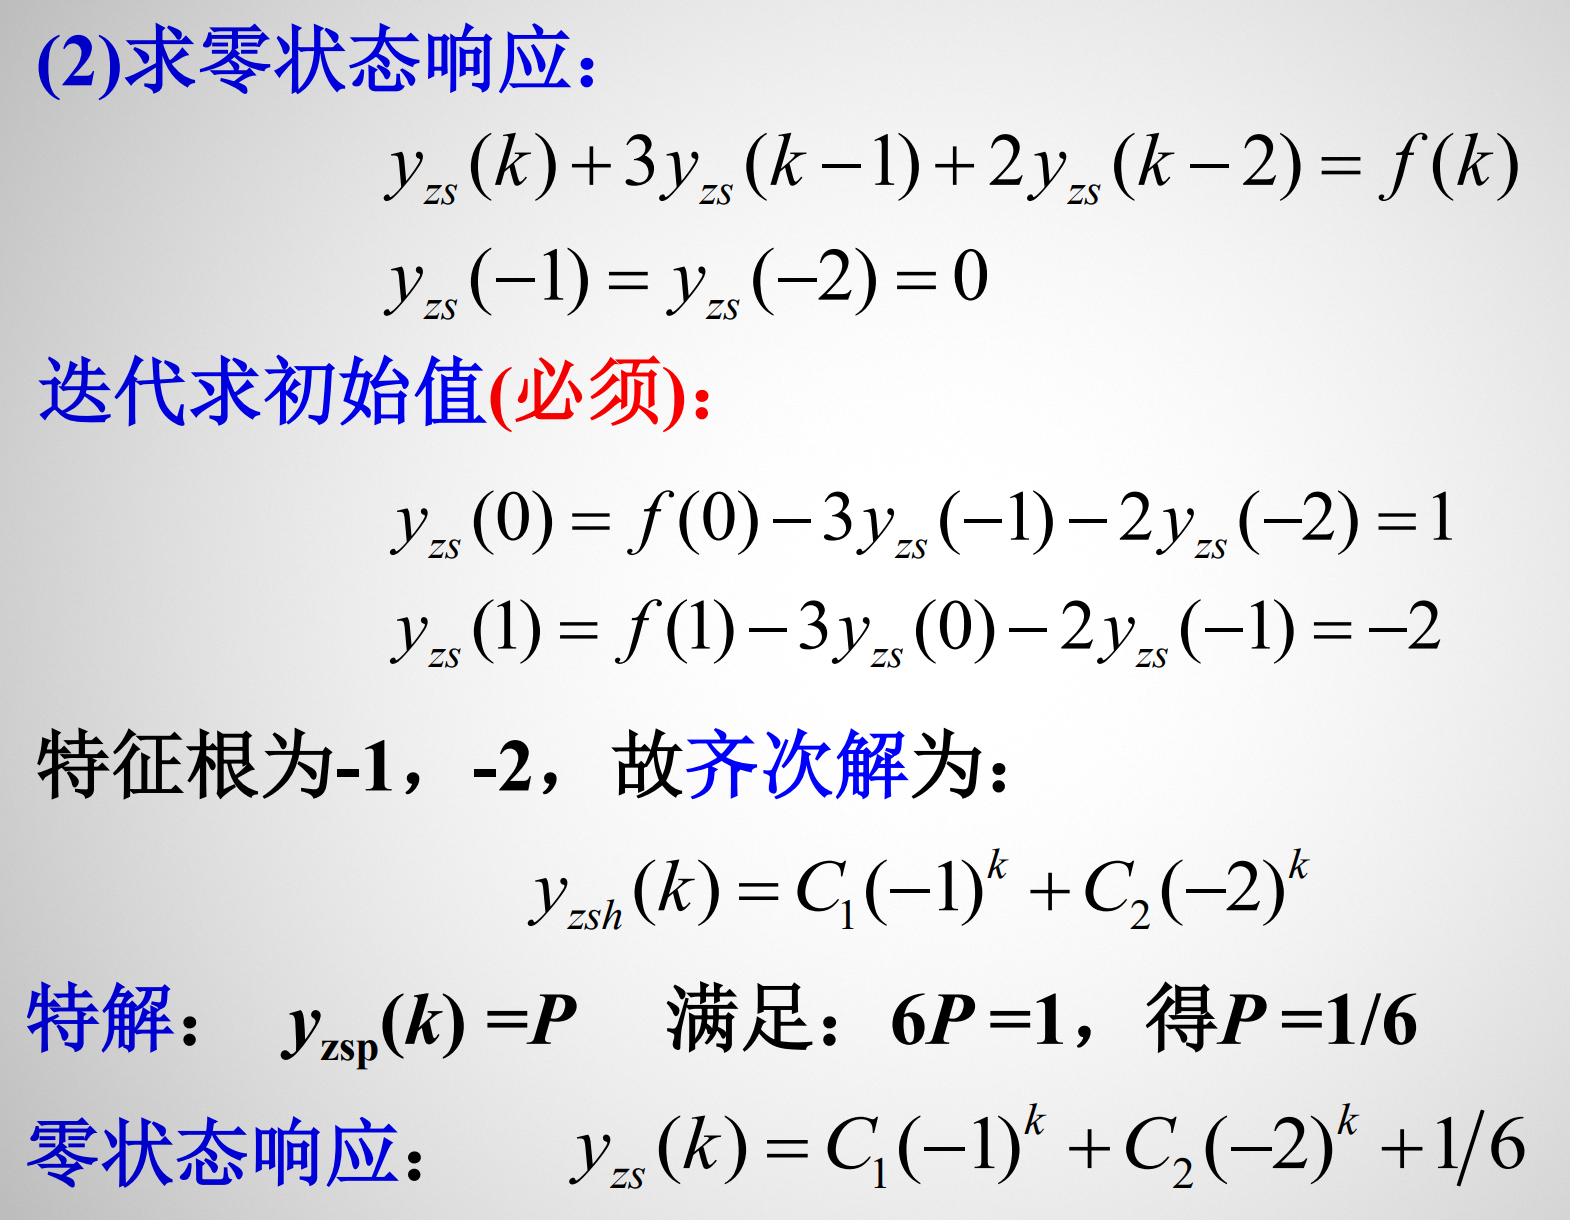 (2)求零状态响应：
y_{zs}(k)+3y_{zs}(k−1)+2y_{zs}(k−2)=f(k)
y_{zs}(−1)=y_{zs}(−2)=0
迭代求初始值(必须)：
y_{zs}(0)=f(0)−3y_{zs}(−1)−2y_{zs}(−2)=1
y_{zs}(1)=f(1)−3y_{zs}(0)−2y_{zs}(−1)=−2
特征根为-1，-2，故齐次解为：
y_{zsh}(k)=C_1(−1)^k+C_2(−2)^k
特解： y_{zsp}(k) =P 满足：6P =1，得P =1/6
零状态响应： y_{zs}(k)=C_1(−1)^k+C_2(−2)^k+1/6